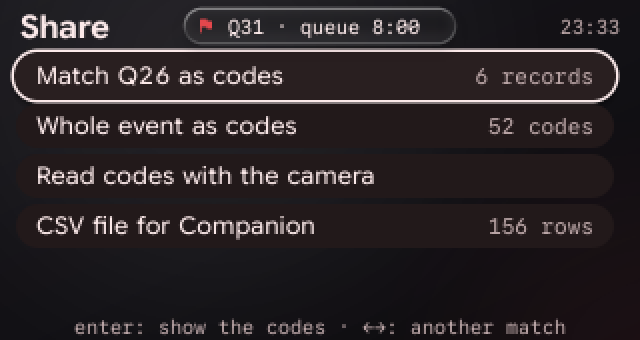 Share
Q31 · queue 8:00
23:33
Match Q26 as codes
6 records
Whole event as codes
52 codes
Read codes with the camera
CSV file for Companion
156 rows
enter: show the codes · ↔: another match